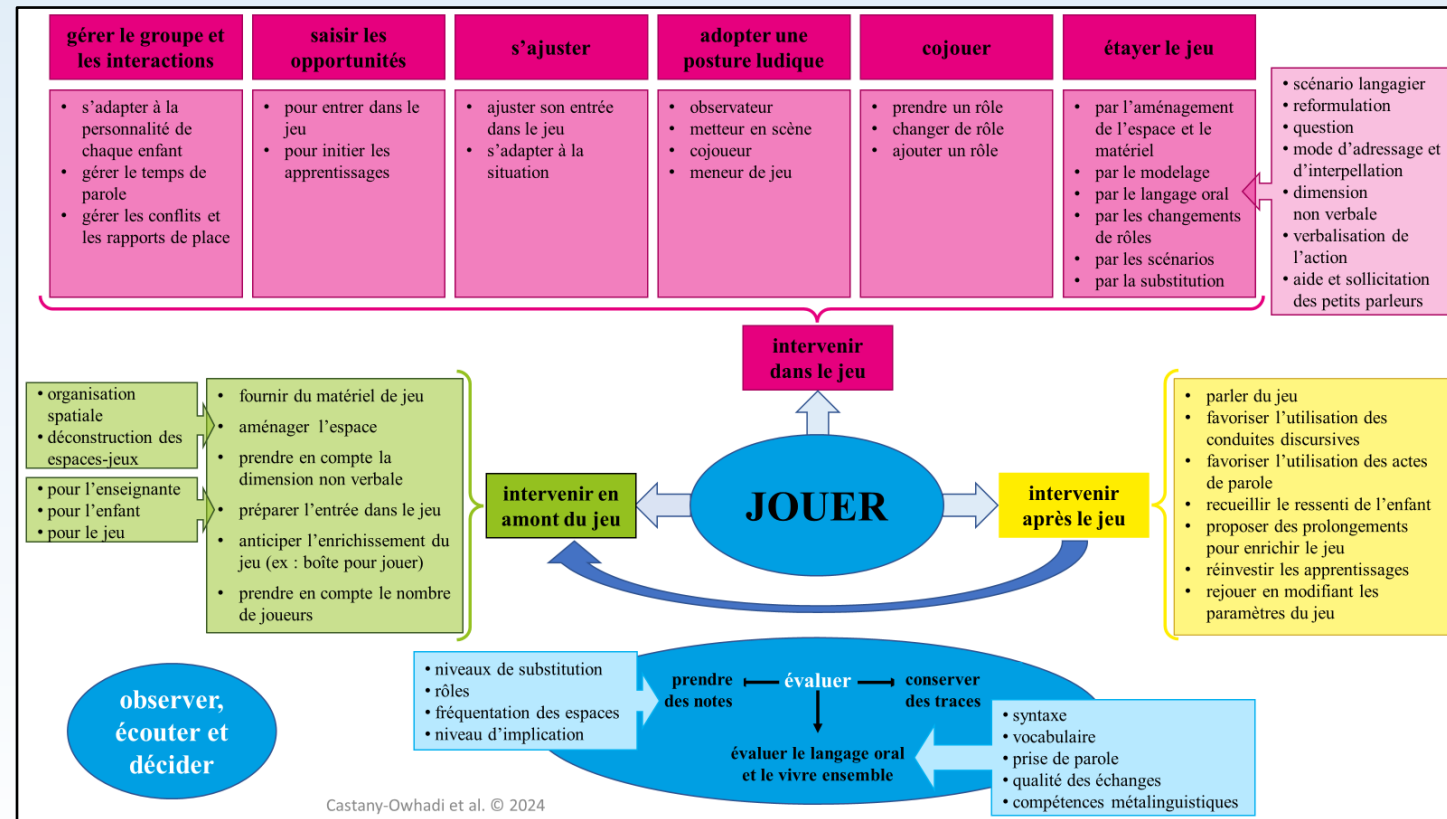 gérer le groupe et
les interactions
saisir les
opportunités
s’ajuster
adopter une
posture ludique
cojouer
étayer le jeu
• s’adapter à la
personnalité de
chaque enfant
• gérer le temps de
parole
• gérer les conflits et
les rapports de place
• pour entrer dans le
jeu
• pour initier les
apprentissages
• ajuster son entrée
dans le jeu
• s’adapter à la
situation
• observateur
• metteur en scène
• cojoueur
• meneur de jeu
• prendre un rôle
• changer de rôle
• ajouter un rôle
• par l’aménagement
de l’espace et le
matériel
• par le modelage
• par le langage oral
• par les changements
de rôles
• par les scénarios
• par la substitution
• scénario langagier
• reformulation
• question
• mode d’adressage et
d’interpellation
• dimension
non verbale
• verbalisation de
l’action
• aide et sollicitation
des petits parleurs
intervenir
dans le jeu
• organisation
spatiale
• déconstruction des
espaces-jeux
• pour l’enseignante
• pour l’enfant
• pour le jeu
• fournir du matériel de jeu
• aménager l’espace
• prendre en compte la
dimension non verbale
• préparer l’entrée dans le jeu
• anticiper l’enrichissement du
jeu (ex : boîte pour jouer)
• prendre en compte le nombre
de joueurs
intervenir en
amont du jeu
JOUER
intervenir
après le jeu
• parler du jeu
• favoriser l’utilisation des
conduites discursives
• favoriser l’utilisation des actes
de parole
• recueillir le ressenti de l’enfant
• proposer des prolongements
pour enrichir le jeu
• réinvestir les apprentissages
• rejouer en modifiant les
paramètres du jeu
observer,
écouter et
décider
• niveaux de substitution
• rôles
• fréquentation des espaces
• niveau d’implication
prendre
des notes
évaluer
conserver
des traces
évaluer le langage oral
et le vivre ensemble
• syntaxe
• vocabulaire
• prise de parole
• qualité des échanges
• compétences métalinguistiques
Castany-Owhadi et al. © 2024